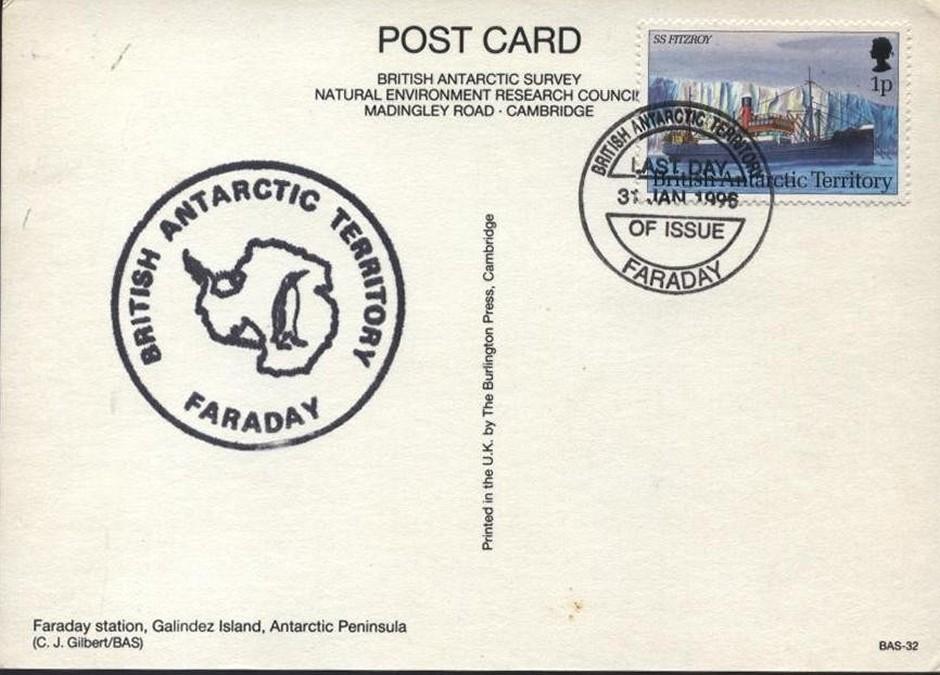 POST CARD
BRITISH ANTARCTIC SURVEY
NATURAL ENVIRONMENT RESEARCH COUNCIL
MADINGLEY ROAD · CAMBRIDGE
SS FITZROY
1p
British Antarctic Territory
BRITISH ANTARCTIC TERRITORY
LAST DAY
31 JAN 1996
OF ISSUE
FARADAY
BRITISH ANTARCTIC TERRITORY
FARADAY
Printed in the U.K. by The Burlington Press, Cambridge
Faraday station, Galindez Island, Antarctic Peninsula
(C. J. Gilbert/BAS)
BAS-32